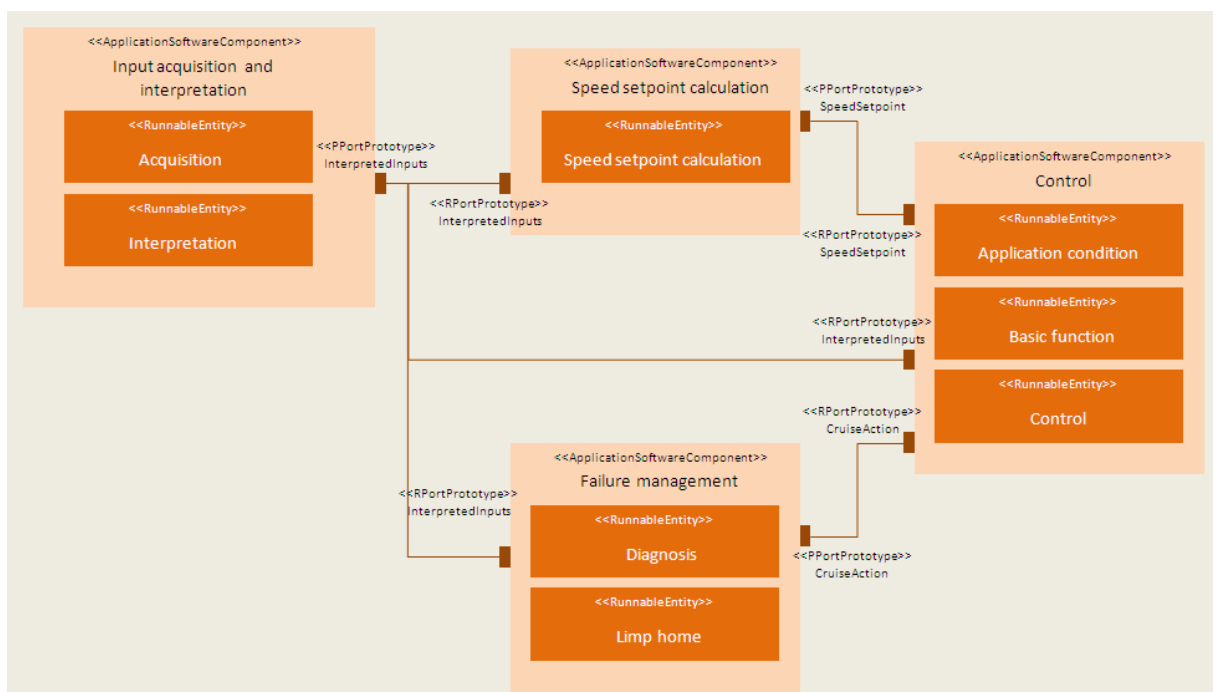 <<ApplicationSoftwareComponent>>
Input acquisition and
interpretation
<<RunnableEntity>>
Acquisition
<<RunnableEntity>>
Interpretation
<<PPortPrototype>>
InterpretedInputs
<<RPortPrototype>>
InterpretedInputs
<<ApplicationSoftwareComponent>>
Speed setpoint calculation
<<RunnableEntity>>
Speed setpoint calculation
<<PPortPrototype>>
SpeedSetpoint
<<RPortPrototype>>
SpeedSetpoint
<<ApplicationSoftwareComponent>>
Control
<<RunnableEntity>>
Application condition
<<RunnableEntity>>
Basic function
<<RunnableEntity>>
Control
<<RPortPrototype>>
InterpretedInputs
<<RPortPrototype>>
CruiseAction
<<RPortPrototype>>
InterpretedInputs
<<ApplicationSoftwareComponent>>
Failure management
<<RunnableEntity>>
Diagnosis
<<RunnableEntity>>
Limp home
<<PPortPrototype>>
CruiseAction